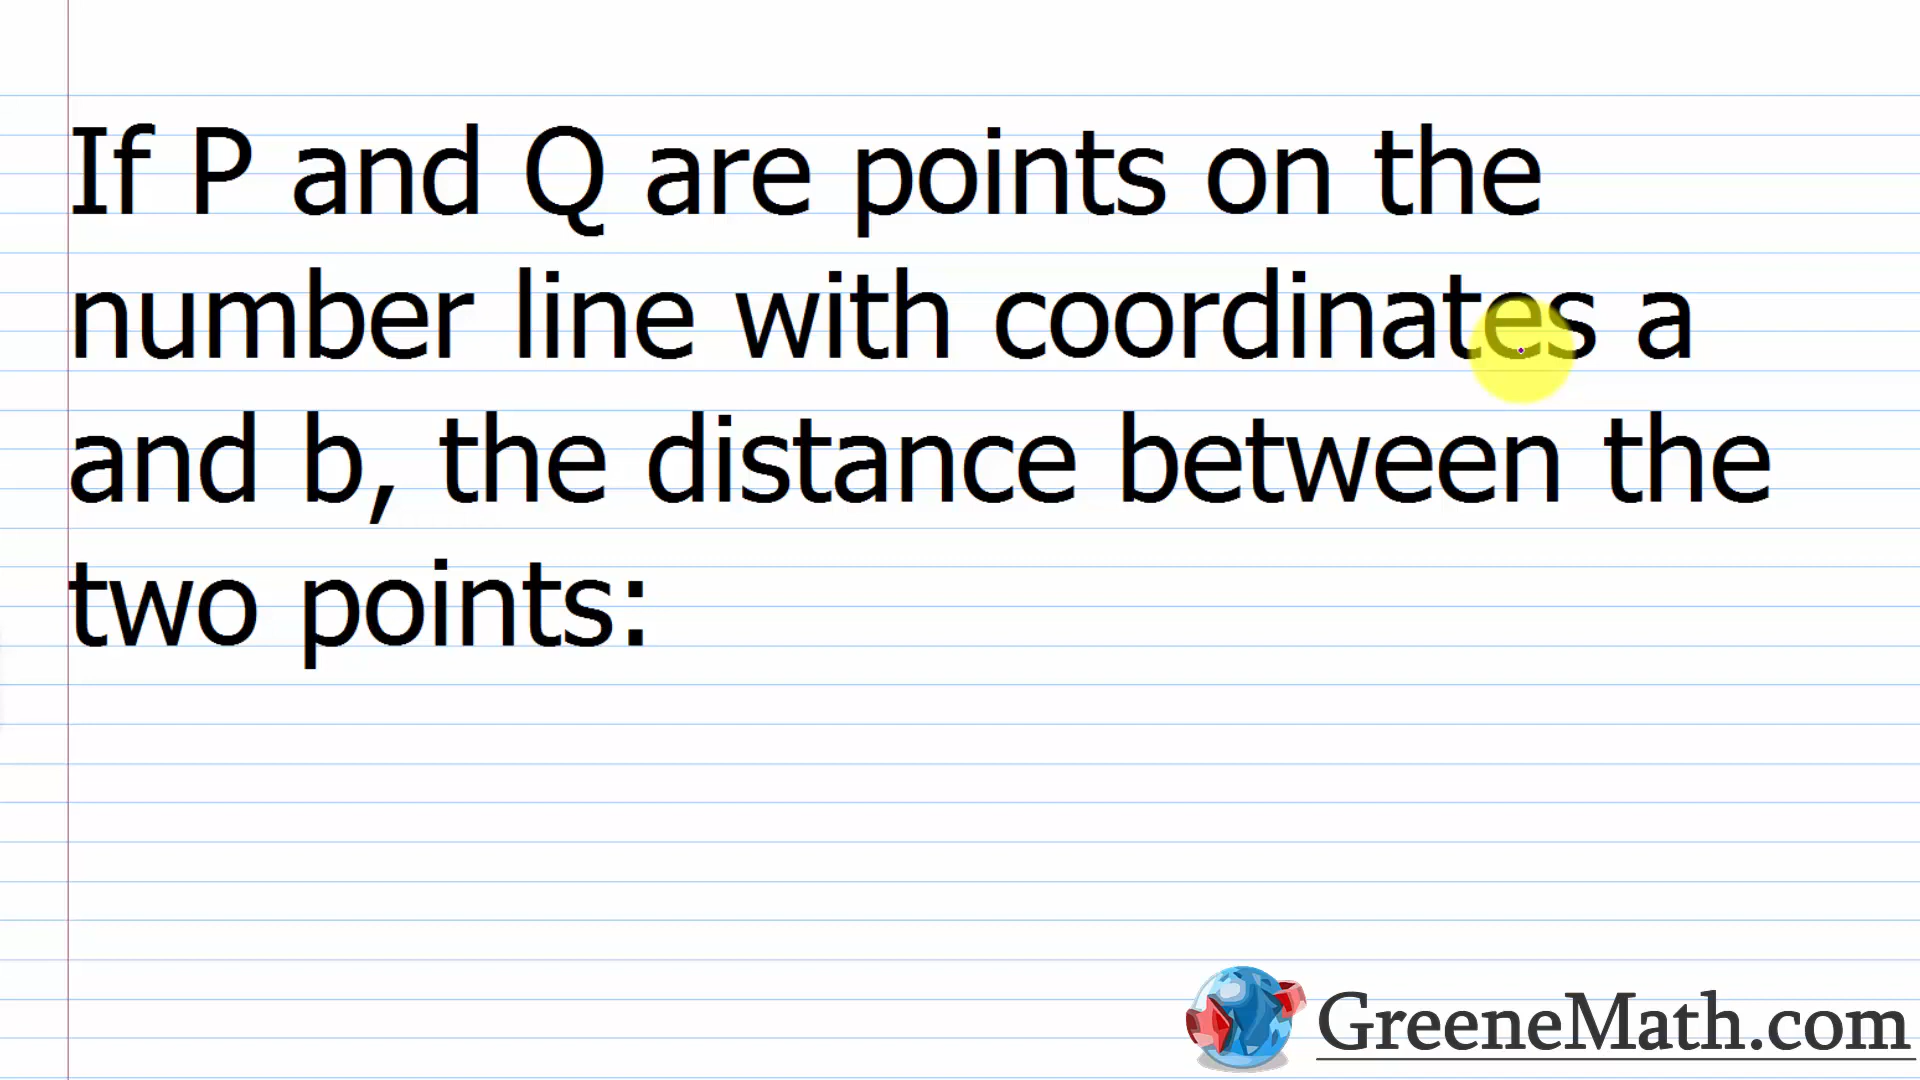 If P and Q are points on the
number line with coordinates a
and b, the distance between the
two points:
GreeneMath.com